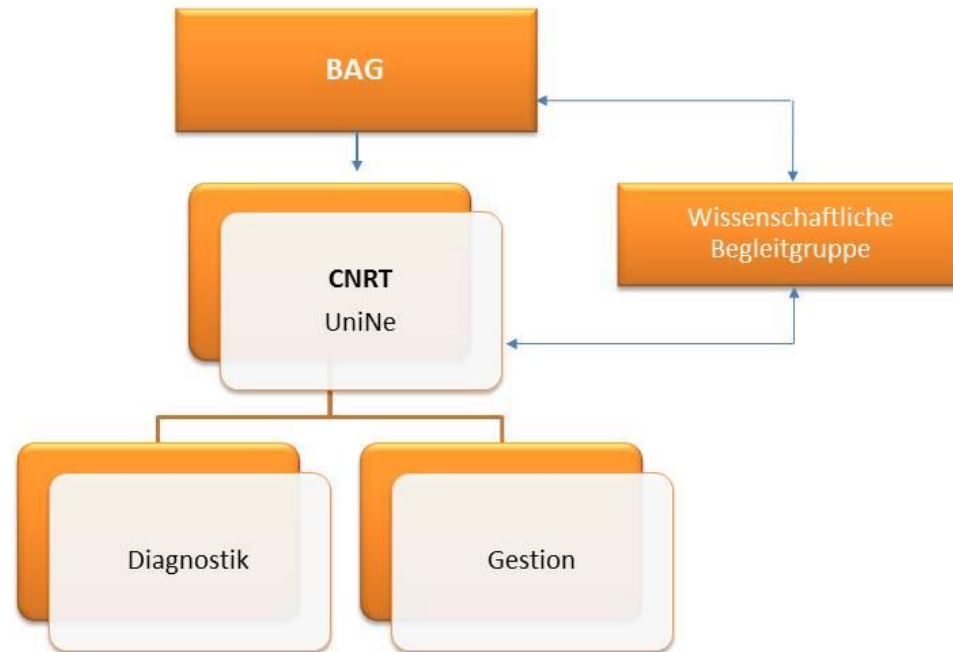 BAG
Wissenschaftliche
Begleitgruppe
CNRT
UniNe
Diagnostik
Gestion